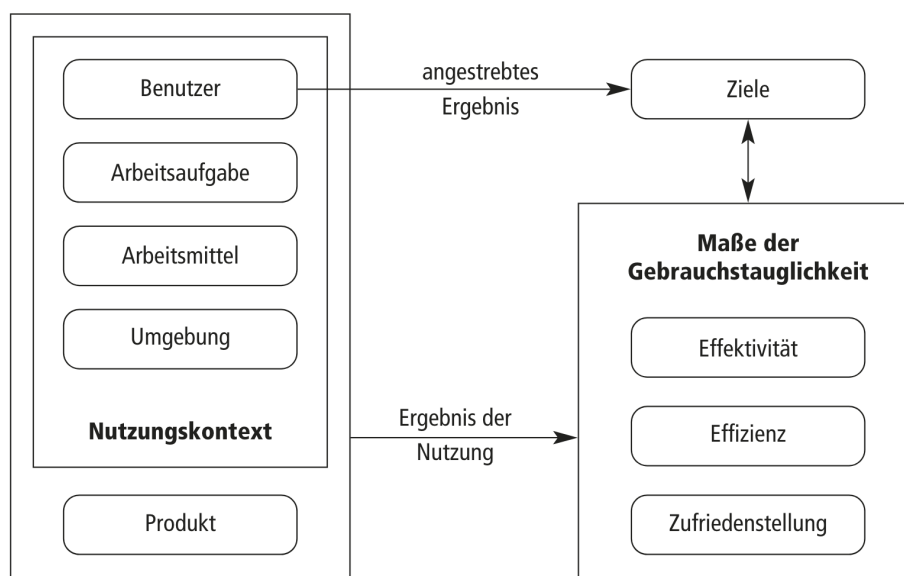 Benutzer
Arbeitsaufgabe
Arbeitsmittel
Umgebung
Nutzungskontext
Produkt
angestrebtes
Ergebnis
Ergebnis der
Nutzung
Ziele
Maße der
Gebrauchstauglichkeit
Effektivität
Effizienz
Zufriedenstellung